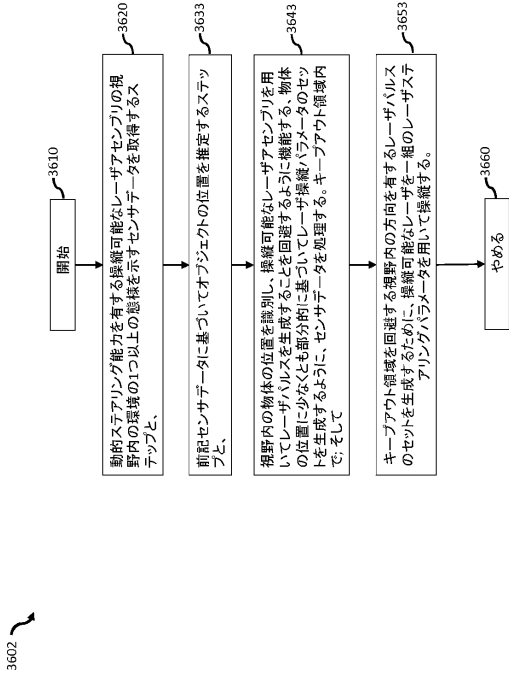 3602
開始
3610
動的ステアリング能力を有する操縦可能なレーザアセンブリの視
野内の環境の1つ以上の態様を示すセンサデータを取得するス
テップと、
3620
前記センサデータに基づいてオブジェクトの位置を推定するステッ
プと、
3633
視野内の物体の位置を識別し、操縦可能なレーザアセンブリを用
いてレーザパルスを生成することを回避するように機能する、物体
の位置に少なくとも部分的に基づいてレーザ操縦パラメータのセッ
トを生成するように、センサデータを処理する。キープアウト領域内
で; そして
3643
キープアウト領域を回避する視野内の方向を有するレーザパルス
のセットを生成するために、操縦可能なレーザを一組のレーザステ
アリングパラメータを用いて操縦する。
3653
やめる
3660